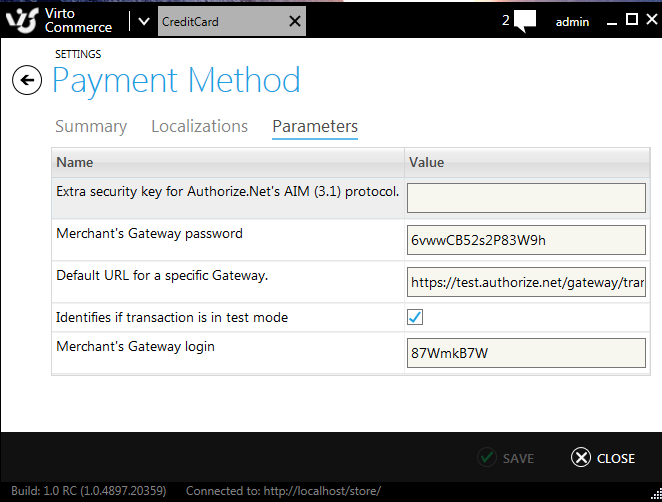 Virto
Commerce
CreditCard
2
admin
SETTINGS
Payment Method
Summary Localizations Parameters
Name Value
Extra security key for Authorize.Net's AIM (3.1) protocol.
Merchant's Gateway password 6vwwCB52s2P83W9h
Default URL for a specific Gateway. https://test.authorize.net/gateway/tran
Identifies if transaction is in test mode
Merchant's Gateway login 87WmkB7W
SAVE CLOSE
Build: 1.0 RC (1.0.4897.20359) Connected to: http://localhost/store/